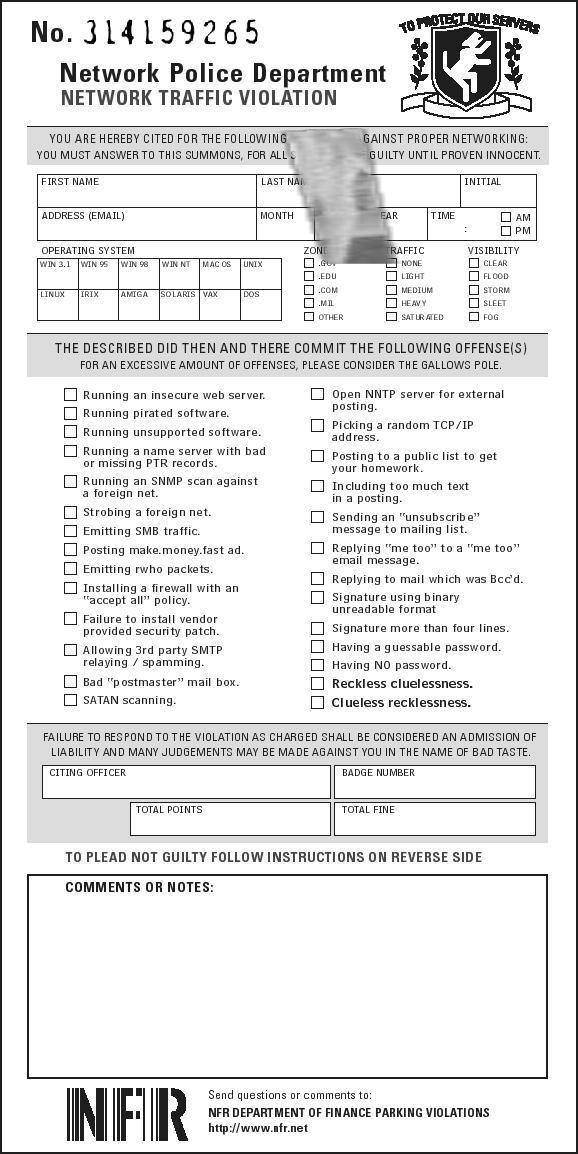 No. 314159265
TO PROTECT OUR SERVERS
Network Police Department
NETWORK TRAFFIC VIOLATION
YOU ARE HEREBY CITED FOR THE FOLLOWING AGAINST PROPER NETWORKING:
YOU MUST ANSWER TO THIS SUMMONS, FOR ALL GUILTY UNTIL PROVEN INNOCENT.
FIRST NAME LAST INITIAL
ADDRESS (EMAIL) MONTH TIME AM
: PM
OPERATING SYSTEM VISIBILITY
WIN 3.1 WIN 95 WIN 98 WIN NT MAC OS UNIX
LINUX IRIX AMIGA SOLARIS VAX DOS
NONE CLEAR
.EDU LIGHT FLOOD
.COM MEDIUM STORM
.MIL HEAVY SLEET
OTHER SATURATED FOG
THE DESCRIBED DID THEN AND THERE COMMIT THE FOLLOWING OFFENSE(S)
FOR AN EXCESSIVE AMOUNT OF OFFENSES, PLEASE CONSIDER THE GALLOWS POLE.
Running an insecure web server.
Running pirated software.
Running unsupported software.
Running a name server with bad
or missing PTR records.
Running an SNMP scan against
a foreign net.
Strobing a foreign net.
Emitting SMB traffic.
Posting make.money.fast ad.
Emitting rwho packets.
Installing a firewall with an
"accept all" policy.
Failure to install vendor
provided security patch.
Allowing 3rd party SMTP
relaying / spamming.
Bad "postmaster" mail box.
SATAN scanning.
Open NNTP server for external
posting.
Picking a random TCP/IP
address.
Posting to a public list to get
your homework.
Including too much text
in a posting.
Sending an "unsubscribe"
message to mailing list.
Replying "me too" to a "me too"
email message.
Replying to mail which was Bcc'd.
Signature using binary
unreadable format
Signature more than four lines.
Having a guessable password.
Having NO password.
Reckless cluelessness.
Clueless recklessness.
FAILURE TO RESPOND TO THE VIOLATION AS CHARGED SHALL BE CONSIDERED AN ADMISSION OF
LIABILITY AND MANY JUDGEMENTS MAY BE MADE AGAINST YOU IN THE NAME OF BAD TASTE.
CITING OFFICER BADGE NUMBER
TOTAL POINTS TOTAL FINE
TO PLEAD NOT GUILTY FOLLOW INSTRUCTIONS ON REVERSE SIDE
COMMENTS OR NOTES:
NFR
Send questions or comments to:
NFR DEPARTMENT OF FINANCE PARKING VIOLATIONS
http://www.nfr.net